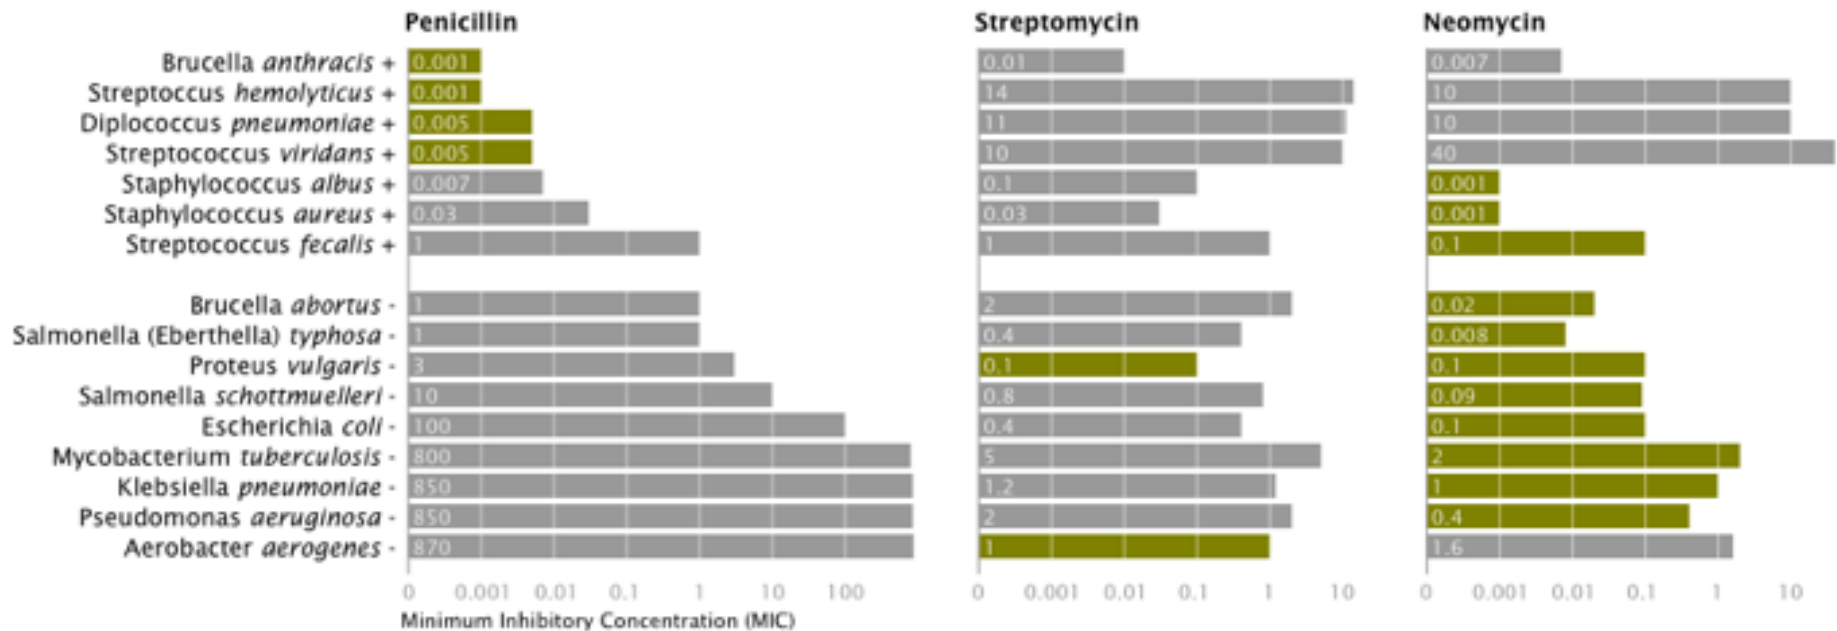 Penicillin Streptomycin Neomycin
Brucella anthracis + 0.001 0.01 0.007
Streptoccus hemolyticus + 0.001 14 10
Diplococcus pneumoniae + 0.005 11 10
Streptococcus viridans + 0.005 10 40
Staphylococcus albus + 0.007 0.1 0.001
Staphylococcus aureus + 0.03 0.03 0.001
Streptococcus fecalis + 1 1 0.1
Brucella abortus - 1 2 0.02
Salmonella (Eberthella) typhosa - 1 0.4 0.008
Proteus vulgaris - 3 0.1 0.1
Salmonella schottmuelleri - 10 0.8 0.09
Escherichia coli - 100 0.4 0.1
Mycobacterium tuberculosis - 800 5 2
Klebsiella pneumoniae - 850 1.2 1
Pseudomonas aeruginosa - 850 2 0.4
Aerobacter aerogenes - 870 1 1.6
0 0.001 0.01 0.1 1 10 100 0 0.001 0.01 0.1 1 10 0 0.001 0.01 0.1 1 10
Minimum Inhibitory Concentration (MIC)